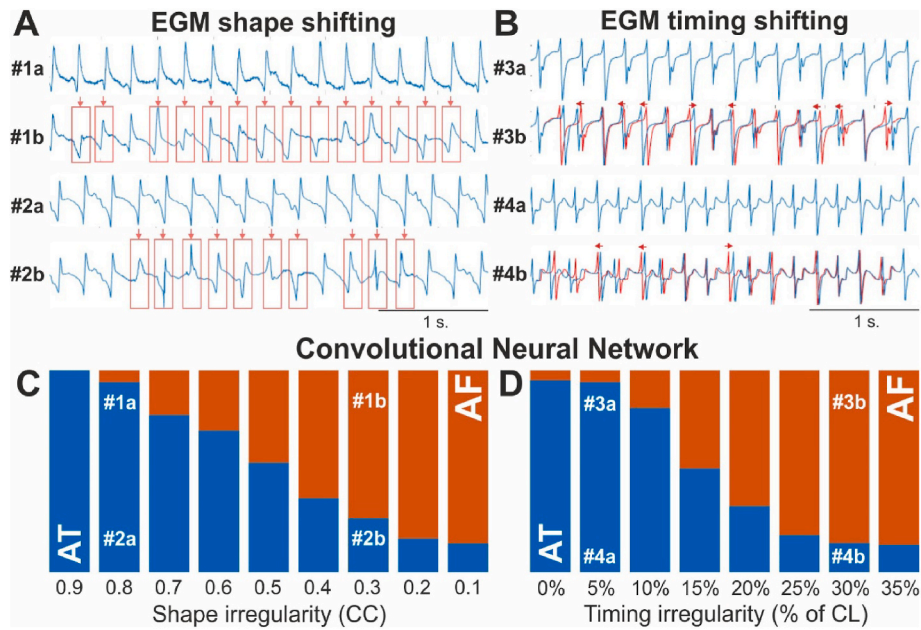 A EGM shape shifting
#1a
#1b
#2a
#2b
1 s.
B EGM timing shifting
#3a
#3b
#4a
#4b
1 s.
Convolutional Neural Network
C
#1a #1b AF
AT #2a #2b
0.9 0.8 0.7 0.6 0.5 0.4 0.3 0.2 0.1
Shape irregularity (CC)
D
#3a #3b AF
AT #4a #4b
0% 5% 10% 15% 20% 25% 30% 35%
Timing irregularity (% of CL)